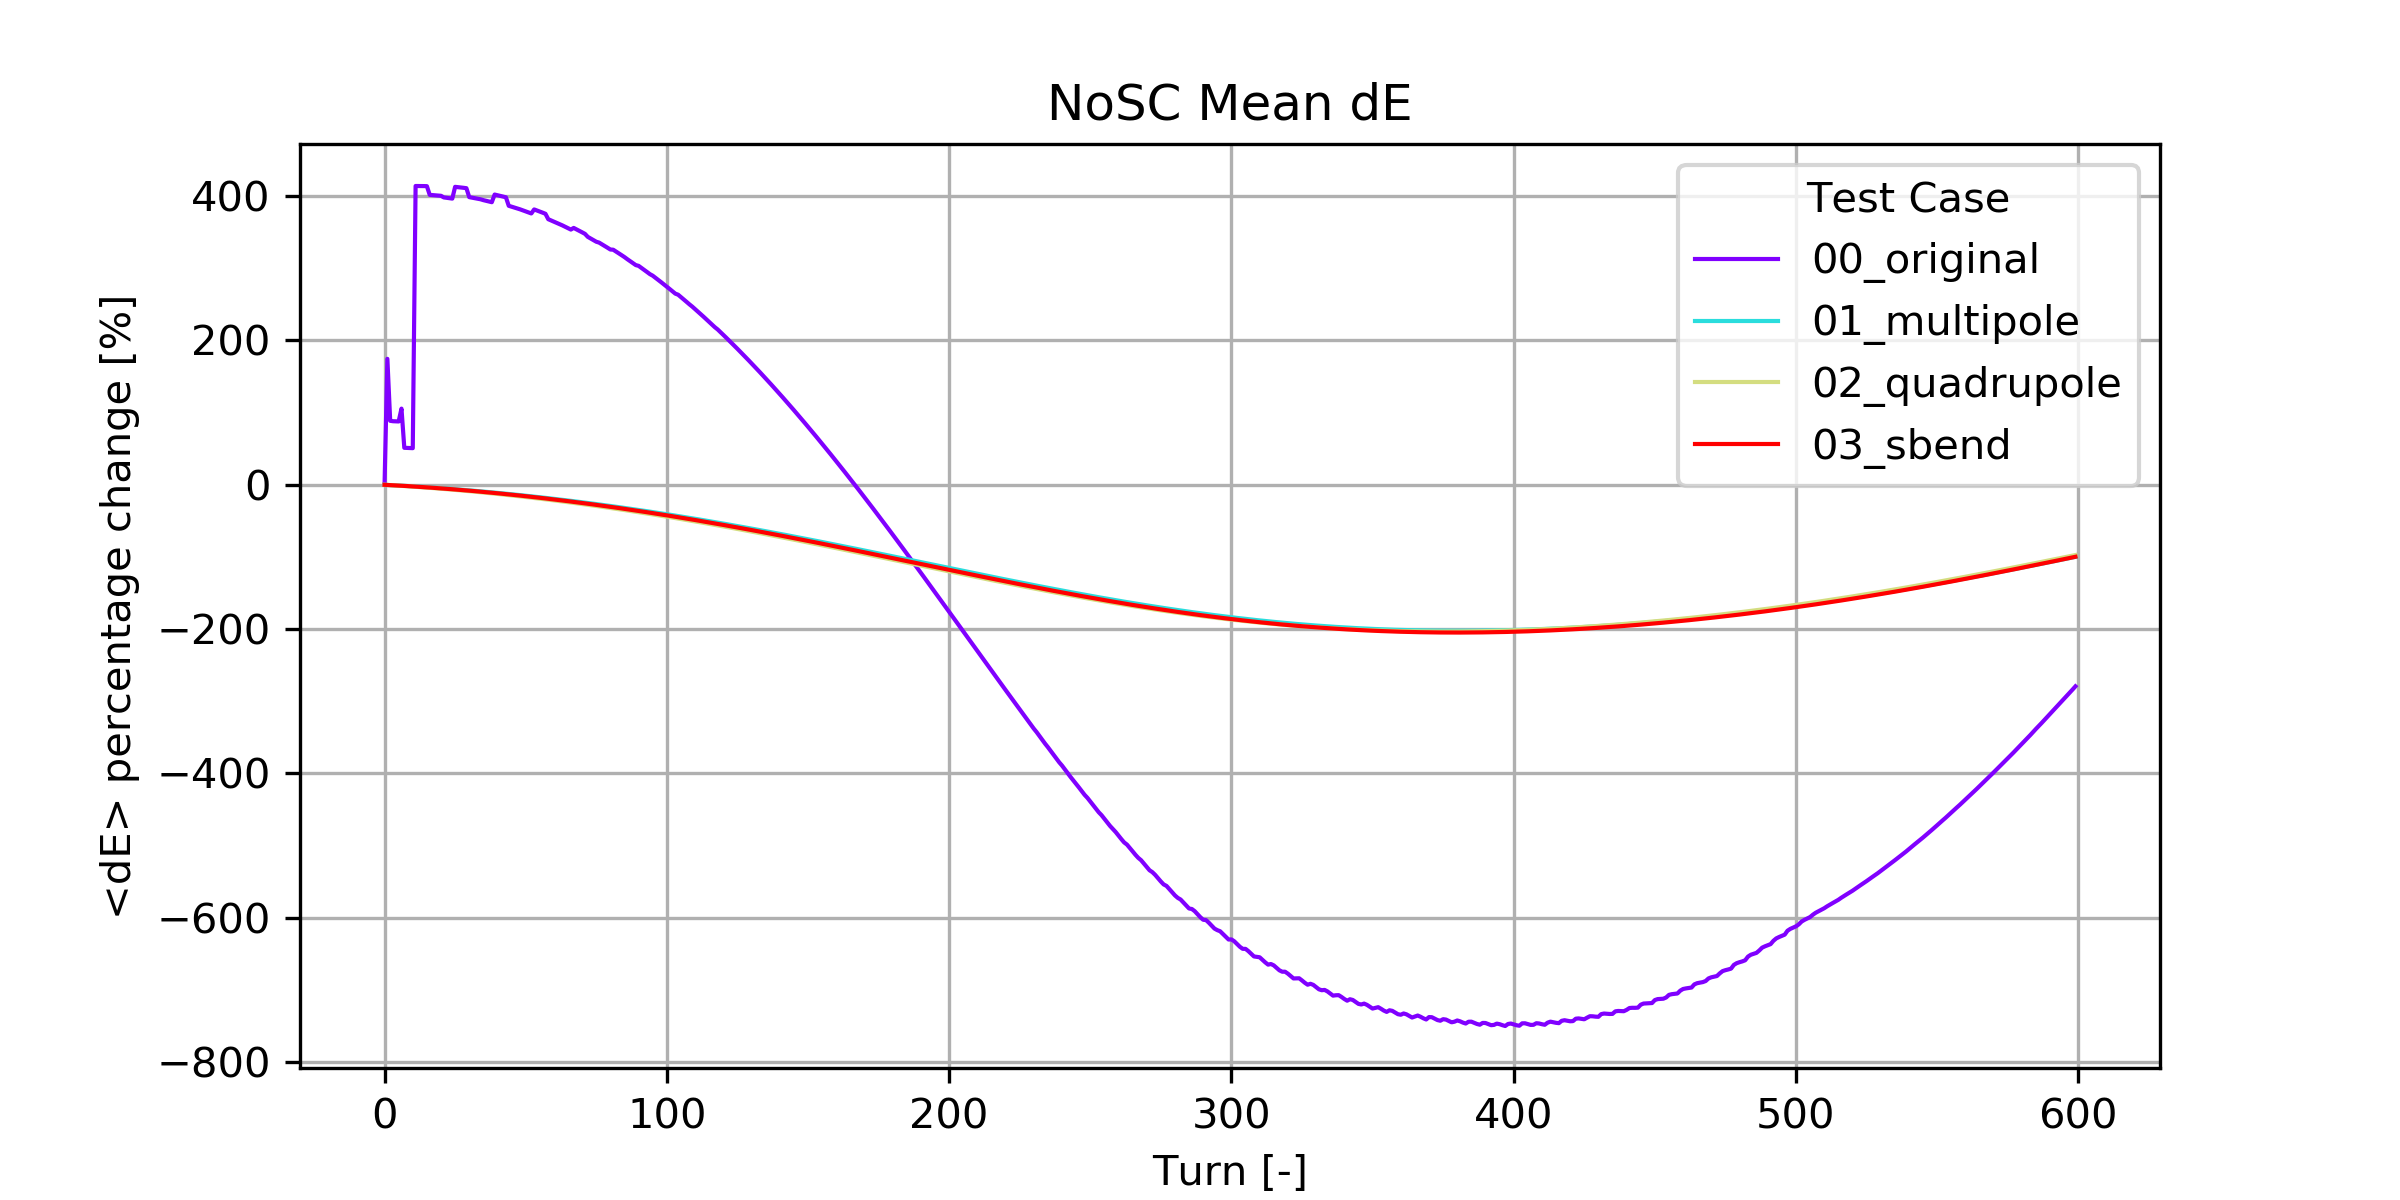 NoSC Mean dE
<dE> percentage change [%]
400
200
0
−200
−400
−600
−800
Test Case
00_original
01_multipole
02_quadrupole
03_sbend
0 100 200 300 400 500 600
Turn [-]